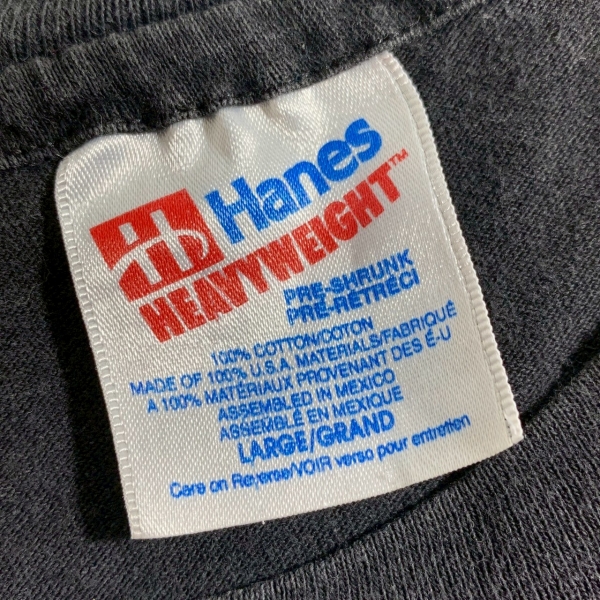 Hanes
HEAVYWEIGHT™
PRE-SHRUNK
PRE-RÉTRÉCI
100% COTTON/COTON
MADE OF 100% U.S.A. MATERIALS/FABRIQUÉ
A 100% MATÉRIAUX PROVENANT DES É-U
ASSEMBLED IN MEXICO
ASSEMBLÉ EN MEXIQUE
LARGE/GRAND
Care on Reverse/VOIR verso pour entretien